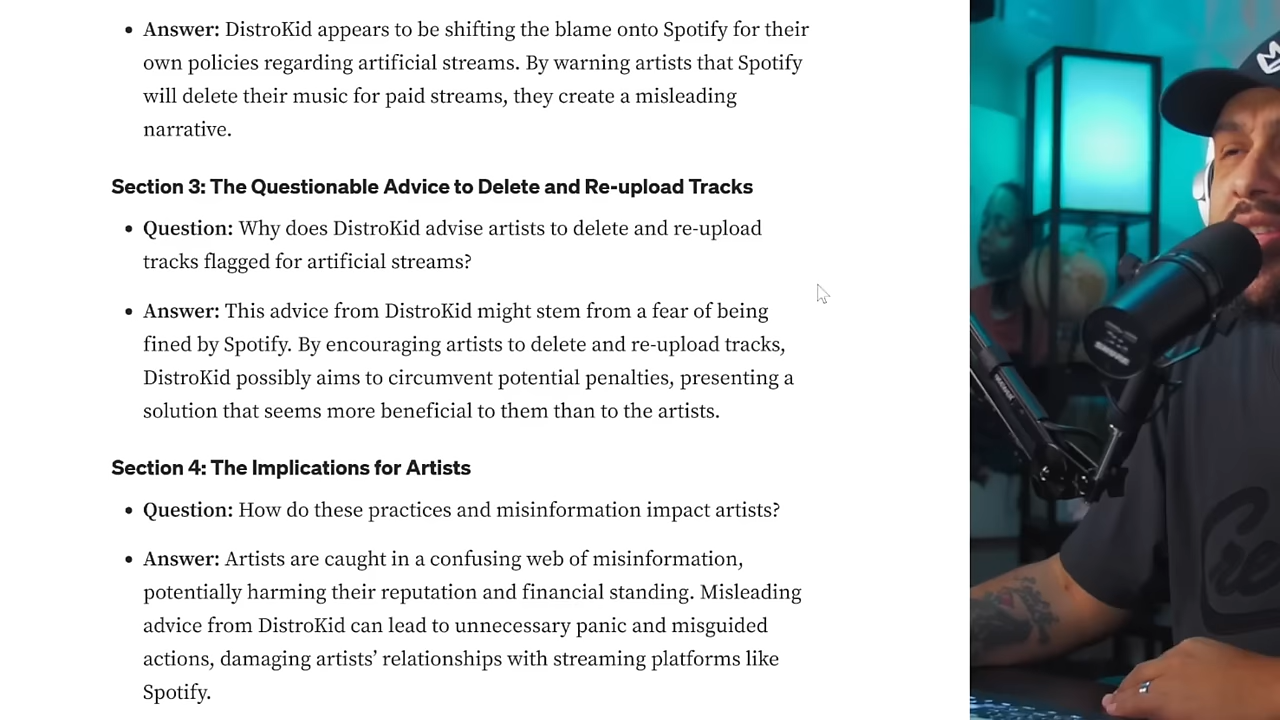 Answer: DistroKid appears to be shifting the blame onto Spotify for their
own policies regarding artificial streams. By warning artists that Spotify
will delete their music for paid streams, they create a misleading
narrative.
Section 3: The Questionable Advice to Delete and Re-upload Tracks
Question: Why does DistroKid advise artists to delete and re-upload
tracks flagged for artificial streams?
Answer: This advice from DistroKid might stem from a fear of being
fined by Spotify. By encouraging artists to delete and re-upload tracks,
DistroKid possibly aims to circumvent potential penalties, presenting a
solution that seems more beneficial to them than to the artists.
Section 4: The Implications for Artists
Question: How do these practices and misinformation impact artists?
Answer: Artists are caught in a confusing web of misinformation,
potentially harming their reputation and financial standing. Misleading
advice from DistroKid can lead to unnecessary panic and misguided
actions, damaging artists’ relationships with streaming platforms like
Spotify.